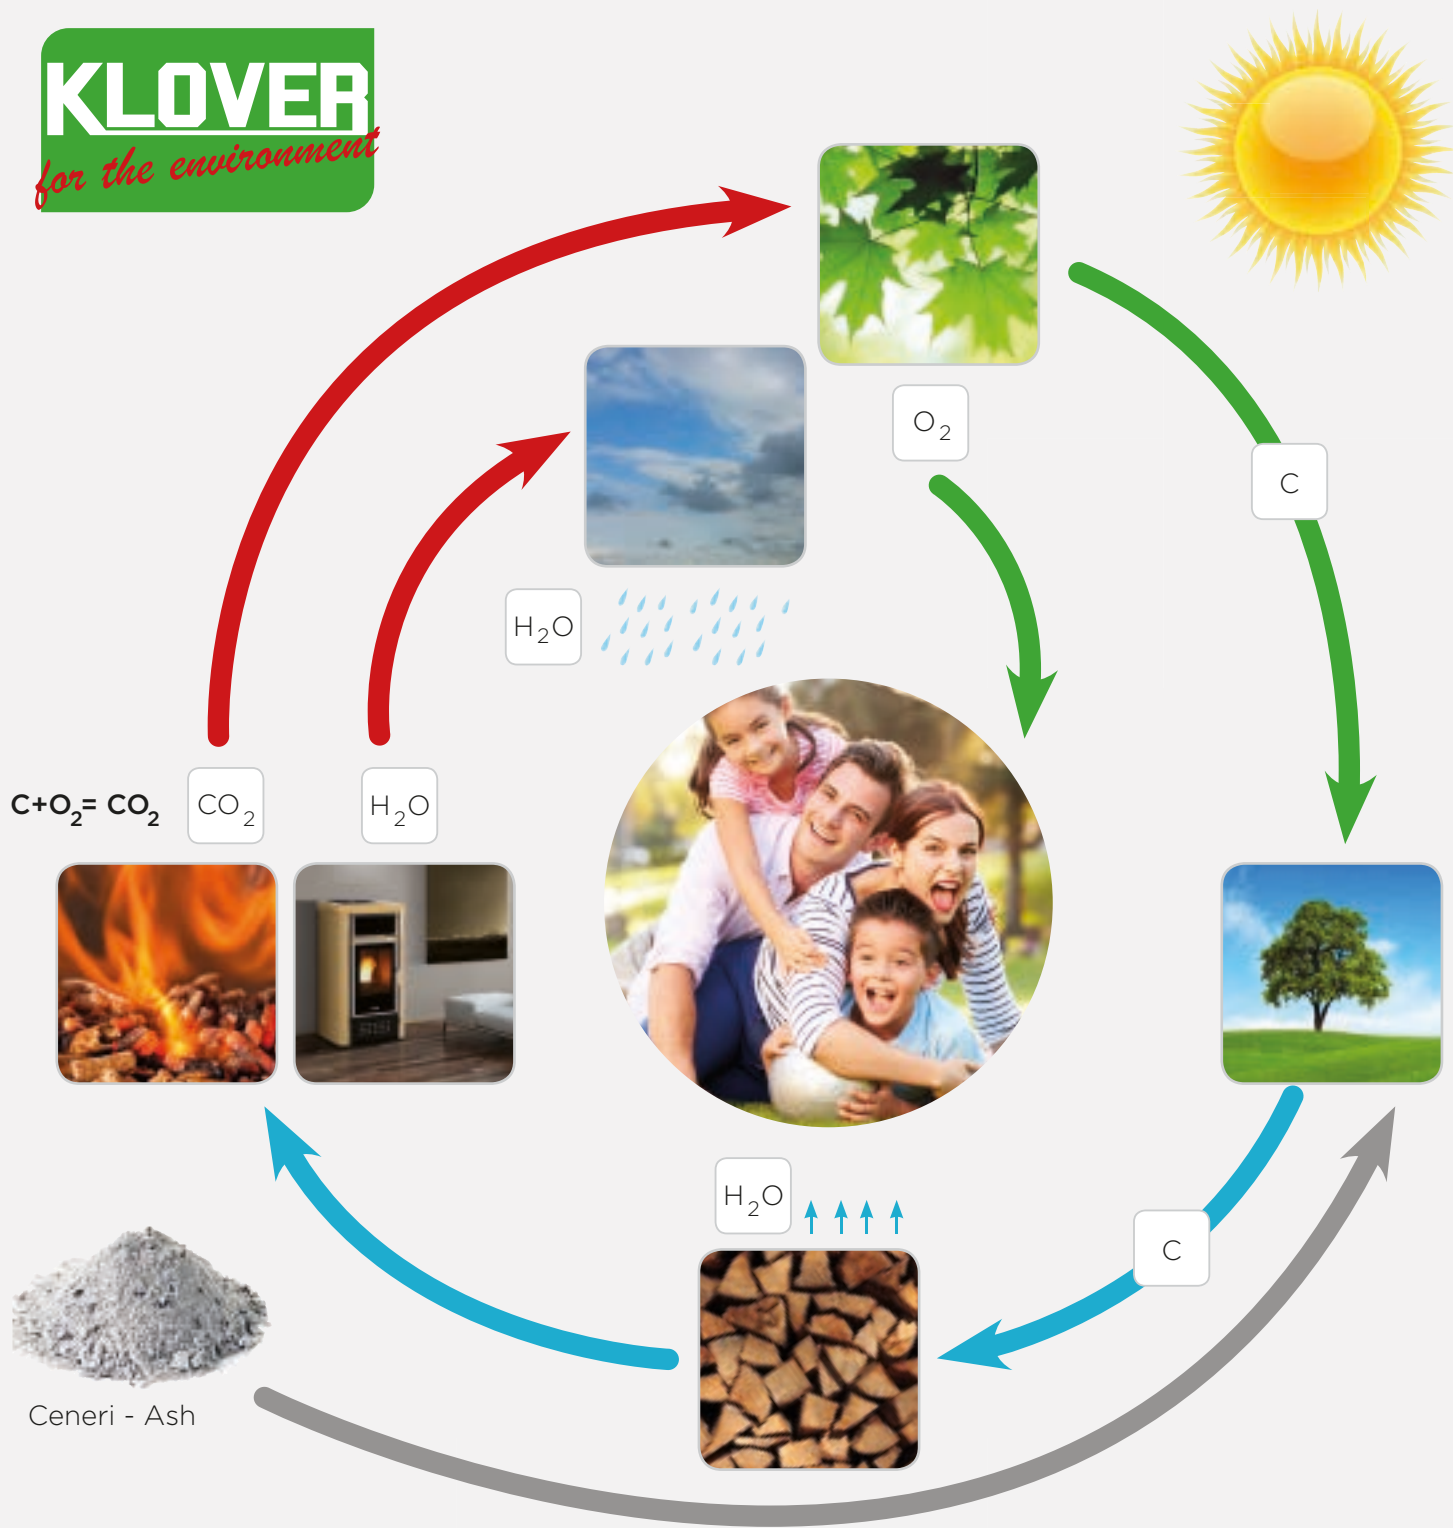 KLOVER
for the environment
O2
C
H2O
C+O2= CO2
CO2
H2O
H2O
C
Ceneri - Ash